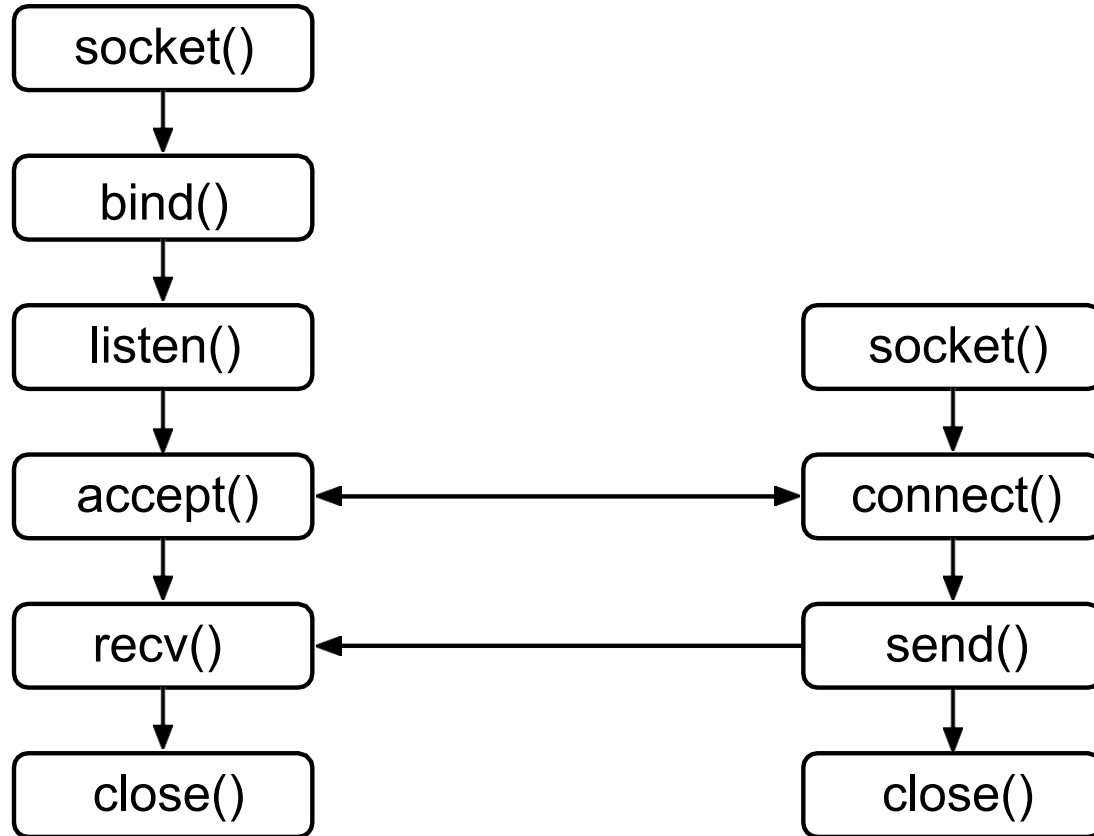 socket()
bind()
listen()
socket()
accept()
connect()
recv()
send()
close()
close()